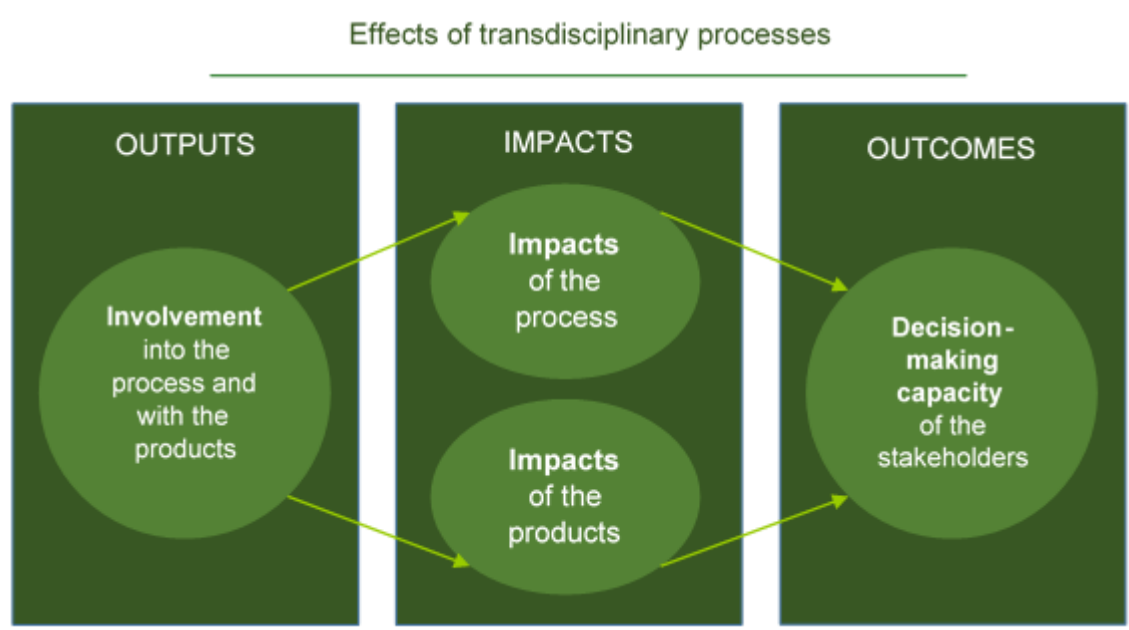 Effects of transdisciplinary processes
OUTPUTS
Involvement
into the
process and
with the
products
IMPACTS
Impacts
of the
process
Impacts
of the
products
OUTCOMES
Decision-
making
capacity
of the
stakeholders